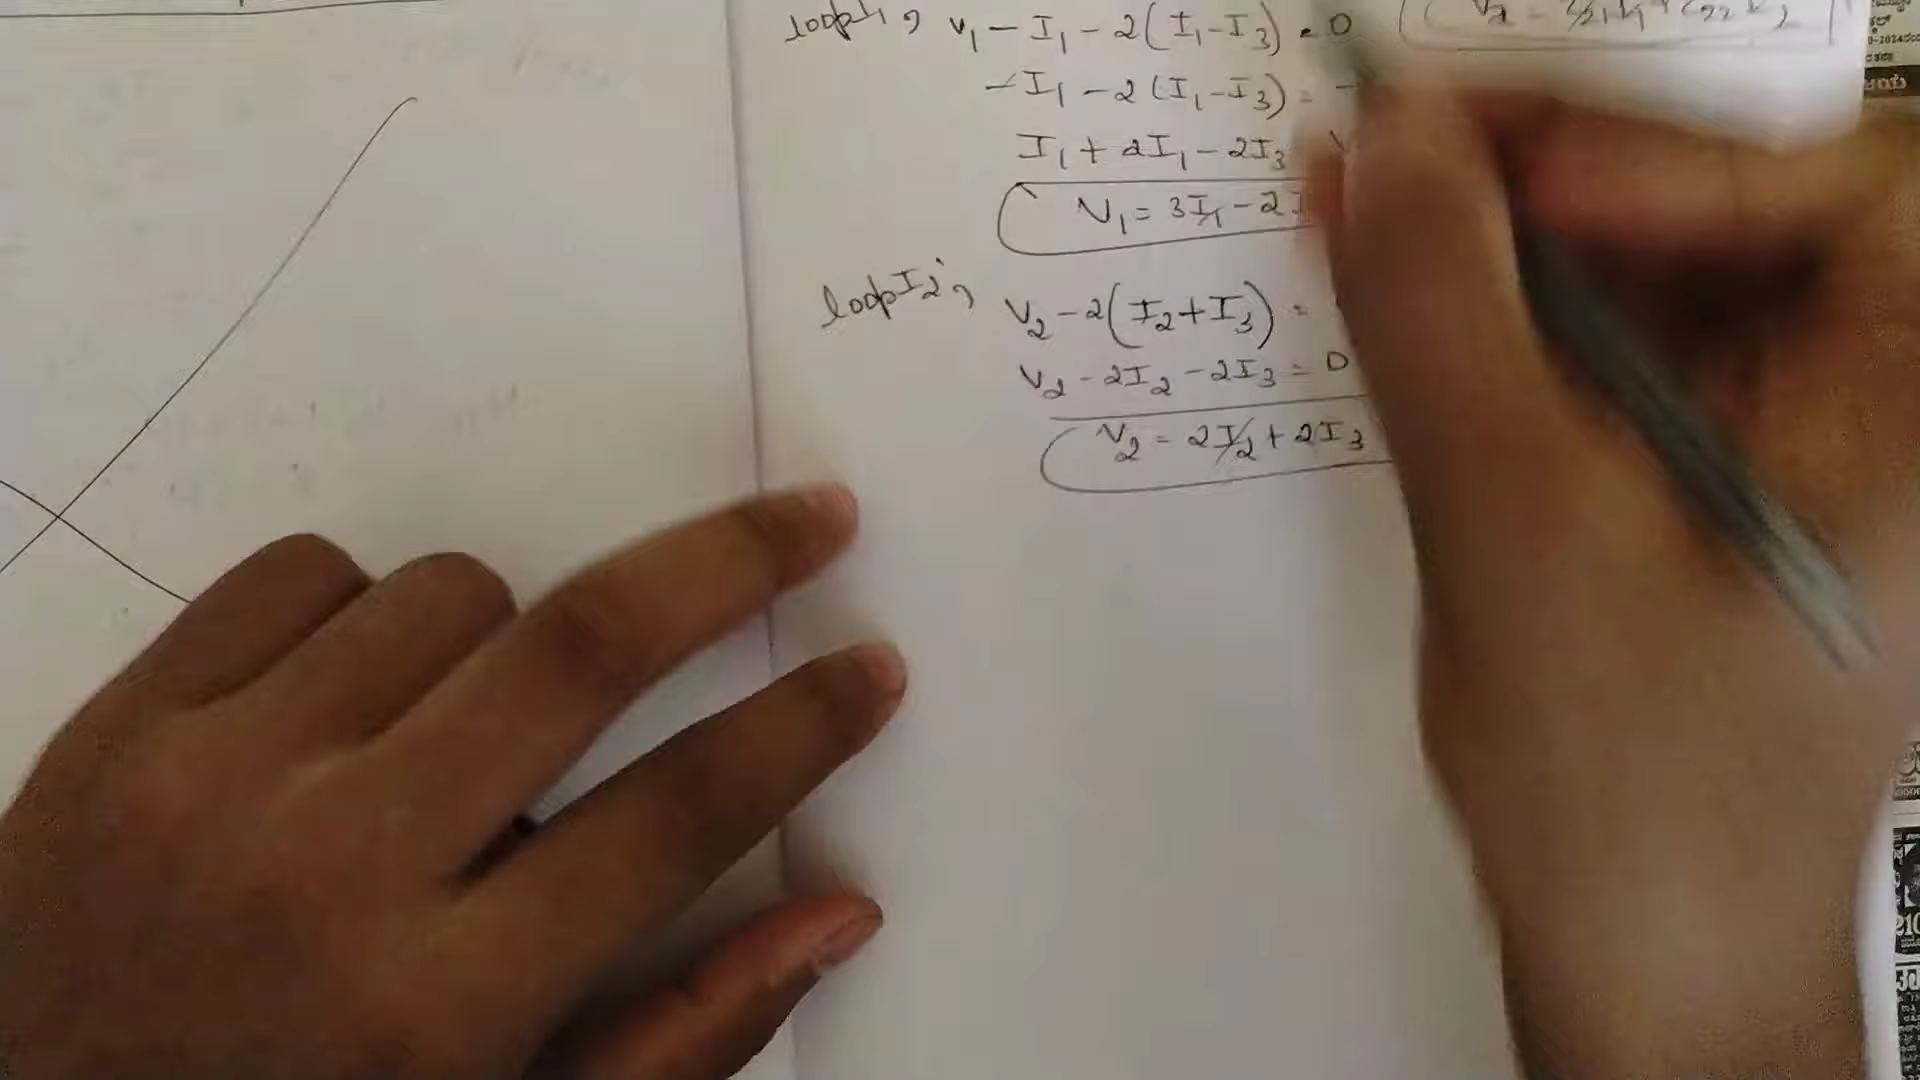 loop I1, V1 - I1 - 2(I1 - I3) = 0
-I1 - 2(I1 - I3) = -
I1 + 2I1 - 2I3
V1 = 3I1 - 2I
loop I2, V2 - 2(I2 + I3) =
V2 - 2I2 - 2I3 = 0
V2 = 2I2 + 2I3